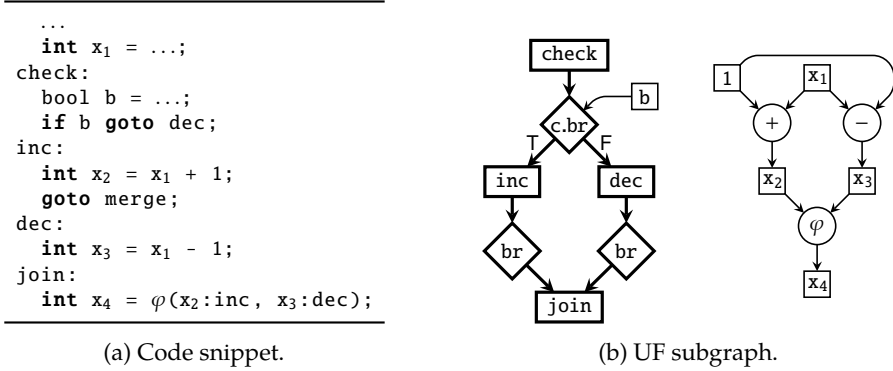 ...
int x₁ = ...;
check:
bool b = ...;
if b goto dec;
inc:
int x₂ = x₁ + 1;
goto merge;
dec:
int x₃ = x₁ - 1;
join:
int x₄ = φ(x₂:inc, x₃:dec);
(a) Code snippet.
check
b
c.br
T F
inc dec
br br
join
1 x₁
+ −
x₂ x₃
φ
x₄
(b) UF subgraph.